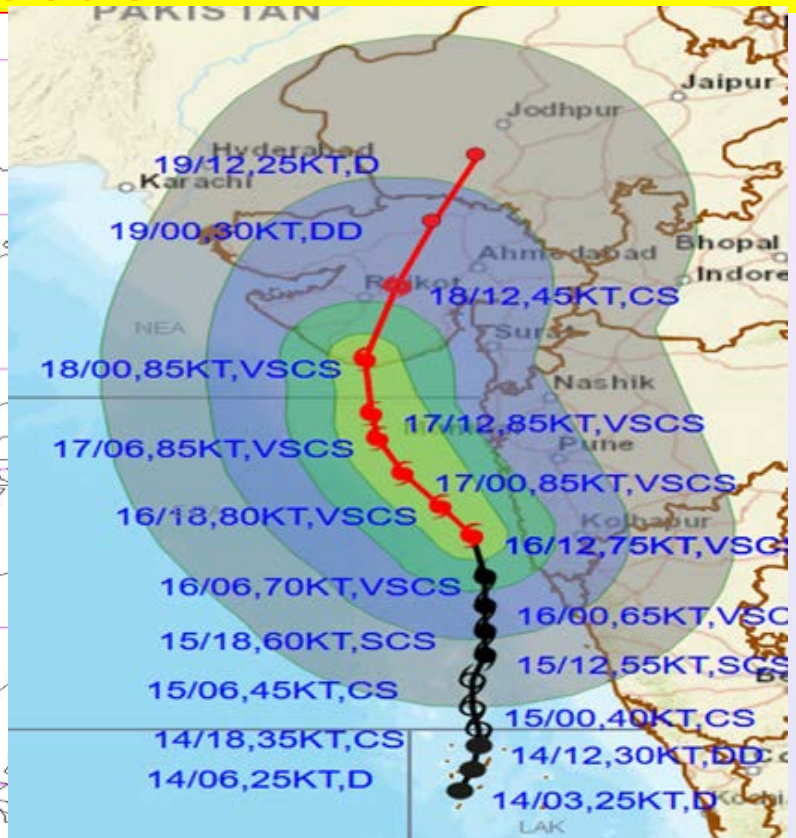 PAKISTAN
Jaipur
Jodhpur
Hyderabad
19/12,25KT,D
Karachi
19/00,30KT,DD
Bhopal
Ahmedabad
Indore
Rajkot
18/12,45KT,CS
NEA
Surat
18/00,85KT,VSCS
Nashik
17/12,85KT,VSCS
17/06,85KT,VSCS
Pune
17/00,85KT,VSCS
16/18,80KT,VSCS
Kolhapur
16/12,75KT,VSCS
16/06,70KT,VSCS
16/00,65KT,VSC
15/18,60KT,SCS
15/12,55KT,SCS
Be
15/06,45KT,CS
15/00,40KT,CS
14/18,35KT,CS
14/12,30KT,DD
Co
14/06,25KT,D
14/03,25KT,D
Kochi
LAK